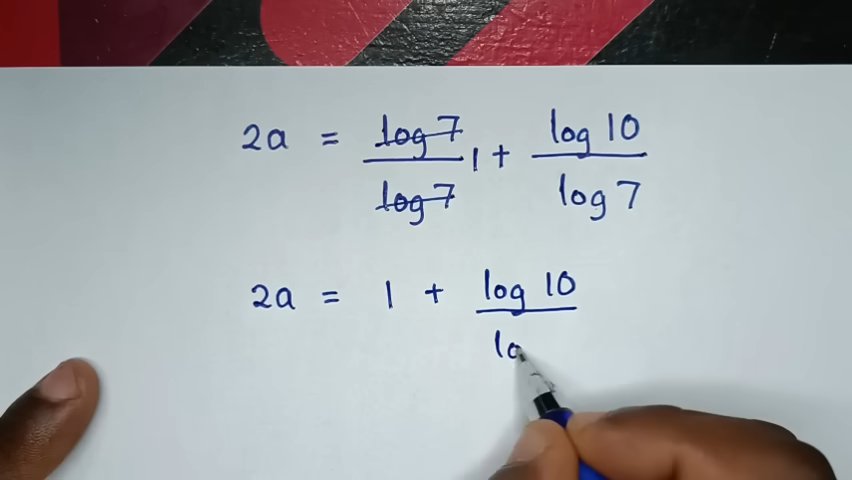 2a = log 7 / log 7 1 + log 10 / log 7
2a = 1 + log 10 / lo